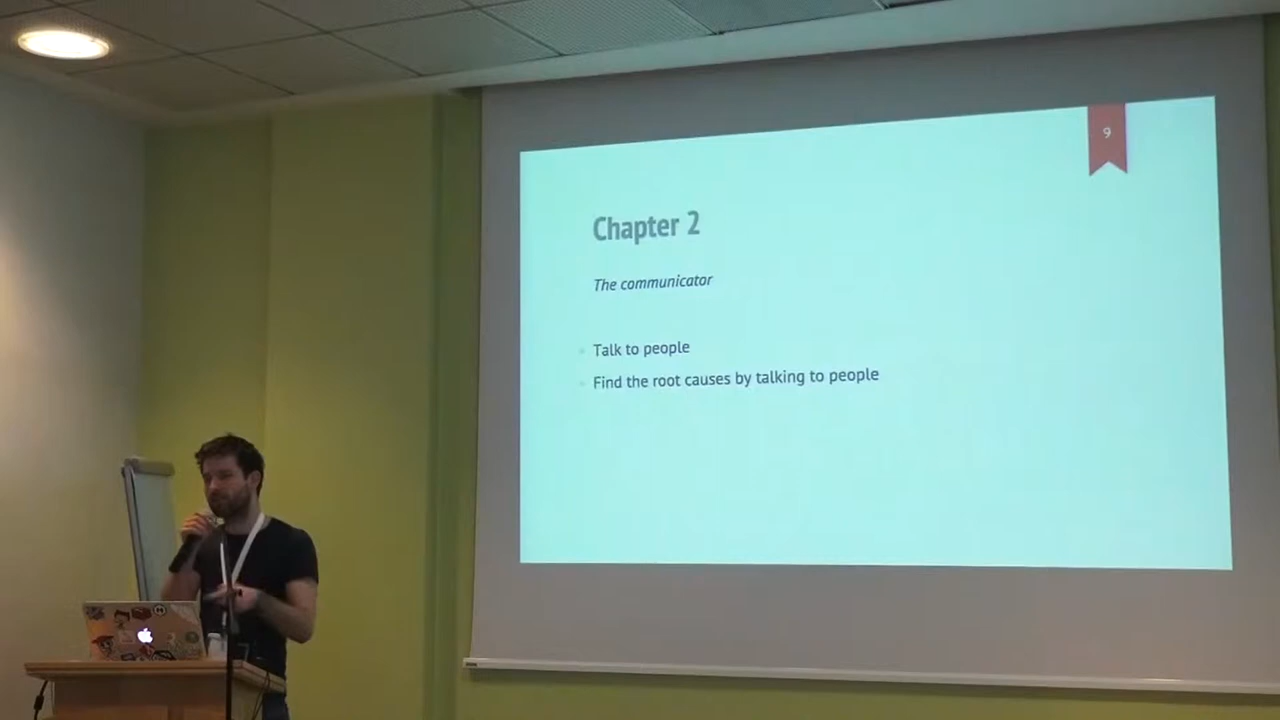 9
Chapter 2
The communicator
Talk to people
Find the root causes by talking to people